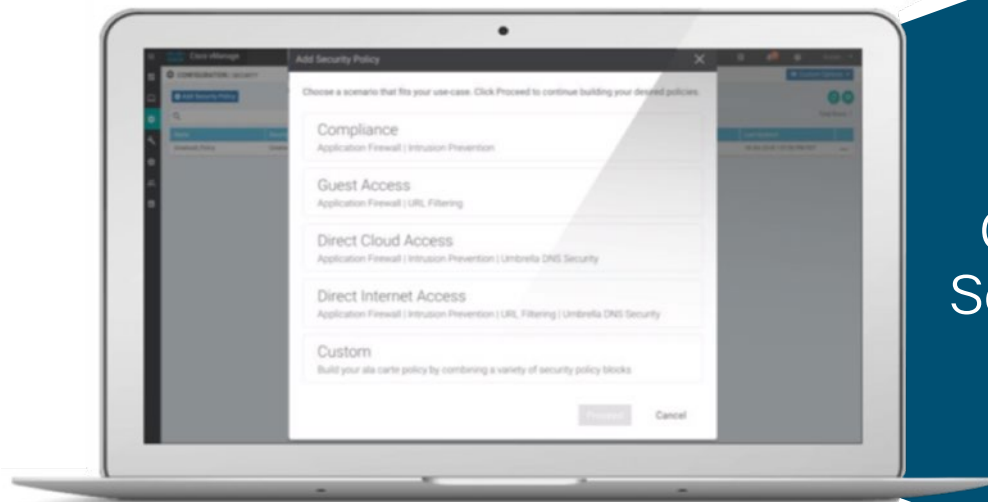 Cisco vManage
Add Security Policy
CONFIGURATION | SECURITY
Add Security Policy
Choose a scenario that fits your use-case. Click Proceed to continue building your desired policies.
Compliance
Application Firewall | Intrusion Prevention
Guest Access
Application Firewall | URL Filtering
Direct Cloud Access
Application Firewall | Intrusion Prevention | Umbrella DNS Security
Direct Internet Access
Application Firewall | Intrusion Prevention | URL Filtering | Umbrella DNS Security
Custom
Build your ala carte policy by combining a variety of security policy blocks
Proceed
Cancel